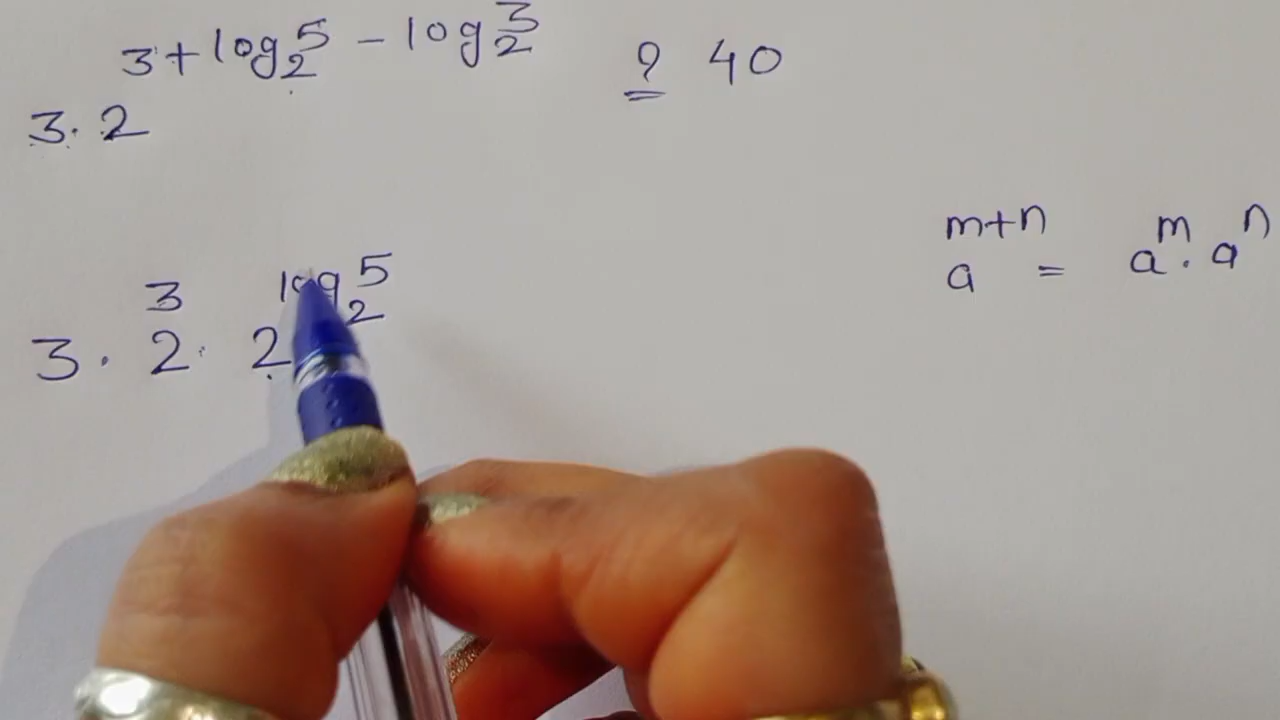 3+log₂5 - log₂3 ? 40
3. 2
m+n m n
a = a . a
3 log₂5
3 . 2 . 2